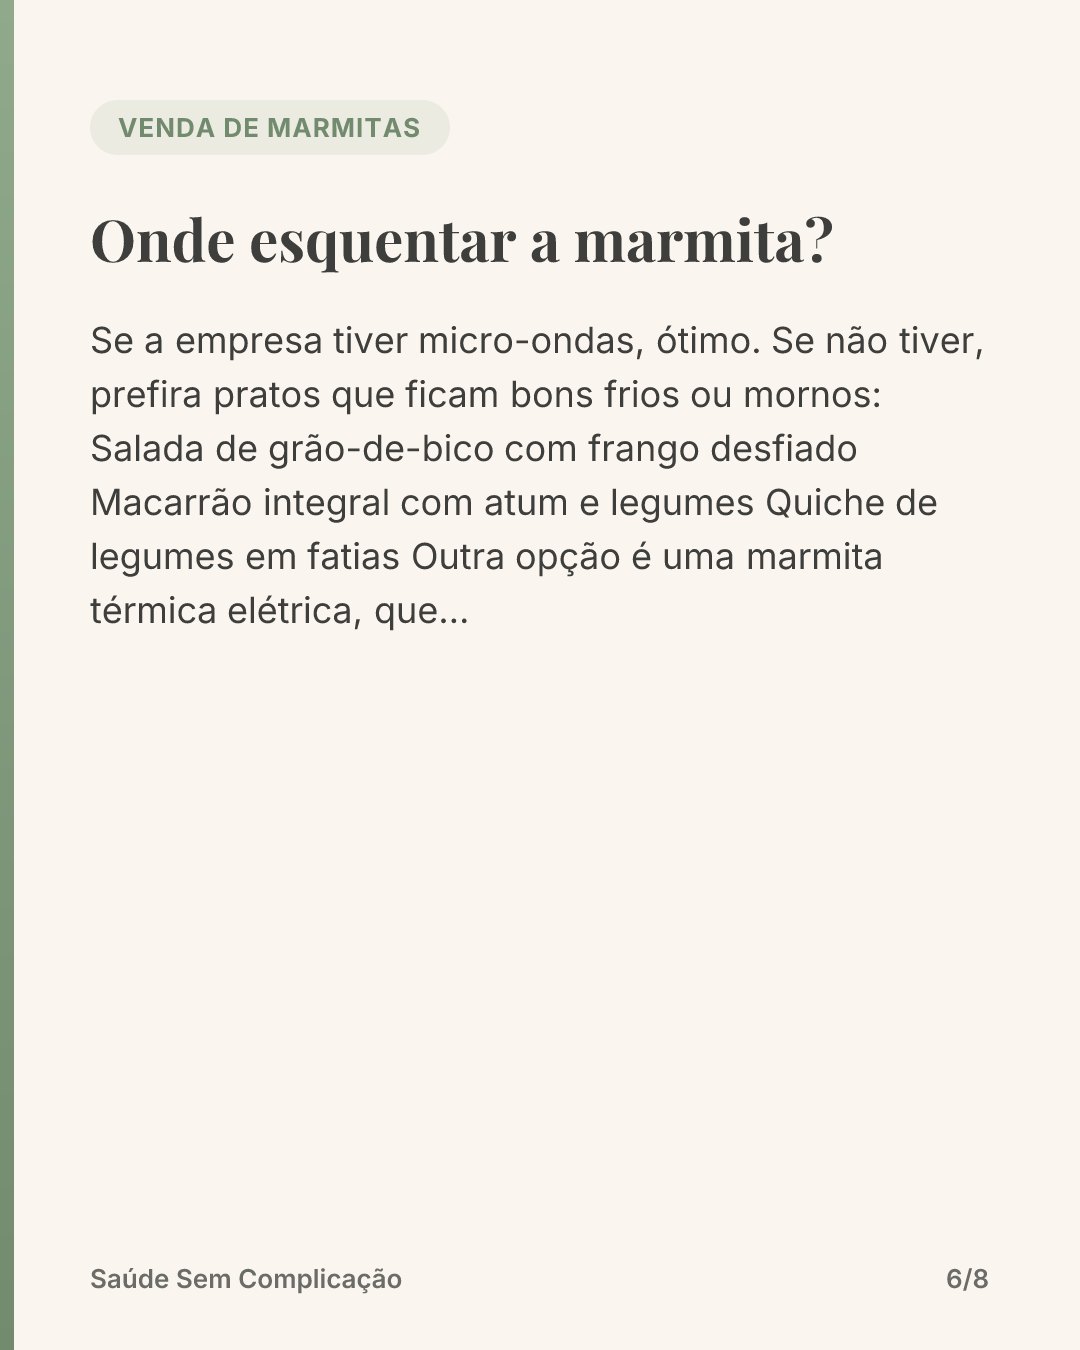 VENDA DE MARMITAS
Onde esquentar a marmita?
Se a empresa tiver micro-ondas, ótimo. Se não tiver,
prefira pratos que ficam bons frios ou mornos:
Salada de grão-de-bico com frango desfiado
Macarrão integral com atum e legumes Quiche de
legumes em fatias Outra opção é uma marmita
térmica elétrica, que...
Saúde Sem Complicação
6/8